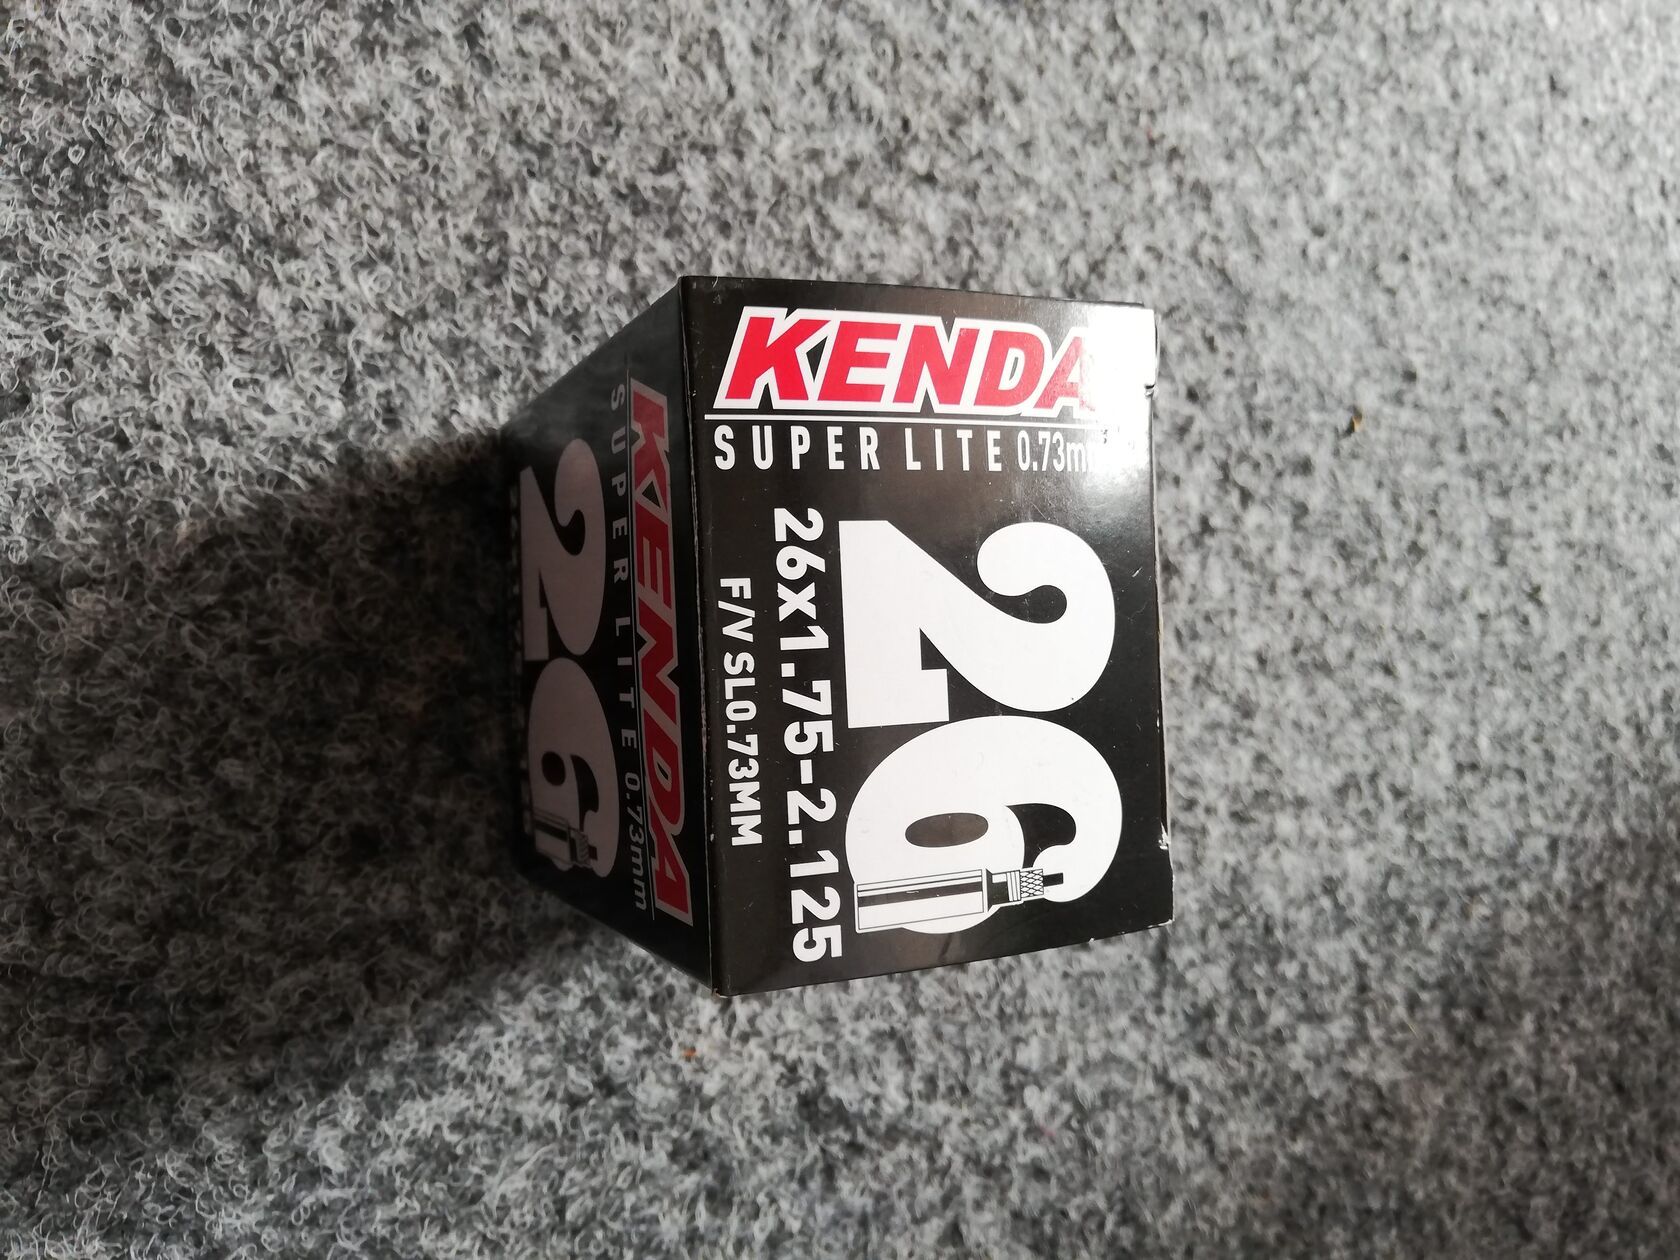 KENDA
SUPER LITE 0.73mm
26
26x1.75-2.125
F/V SL0.73MM
KENDA
SUPER LITE 0.73mm
26